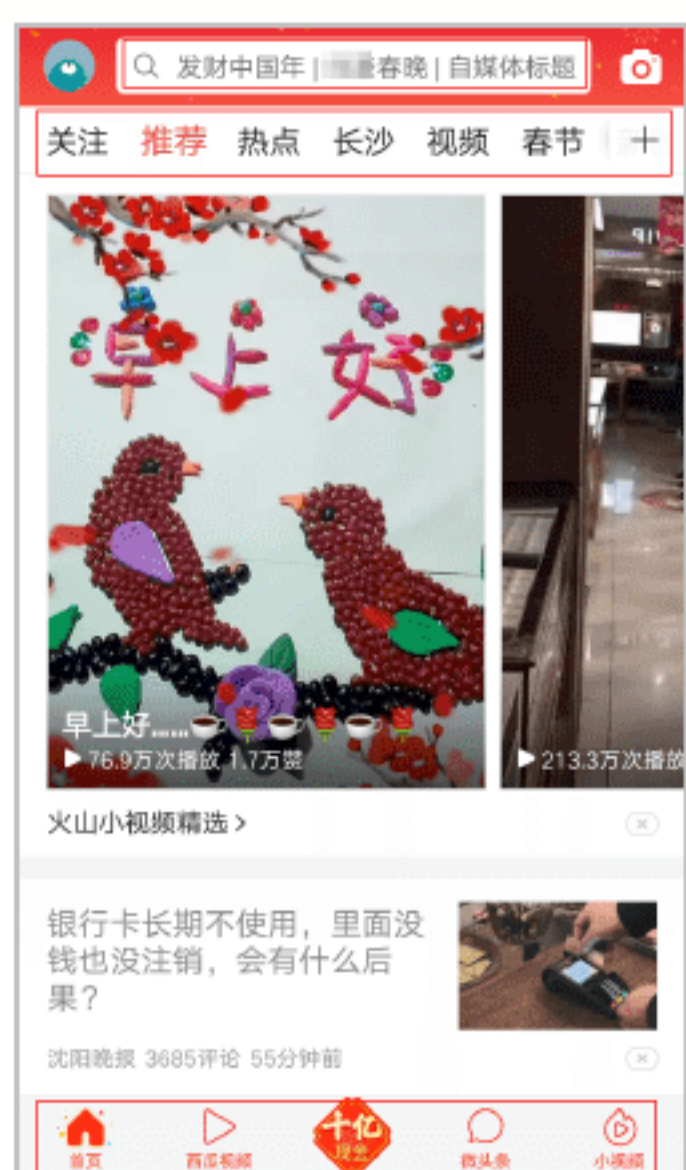 发财中国年 | 春晚 | 自媒体标题
关注 推荐 热点 长沙 视频 春节
早上好
早上好……☕🌹☕🌹☕🌹
76.9万次播放 1.7万赞
213.3万次播放
火山小视频精选 >
银行卡长期不使用，里面没
钱也没注销，会有什么后
果？
沈阳晚报 3685评论 55分钟前
十亿
现金
首页 西瓜视频 微头条 小视频